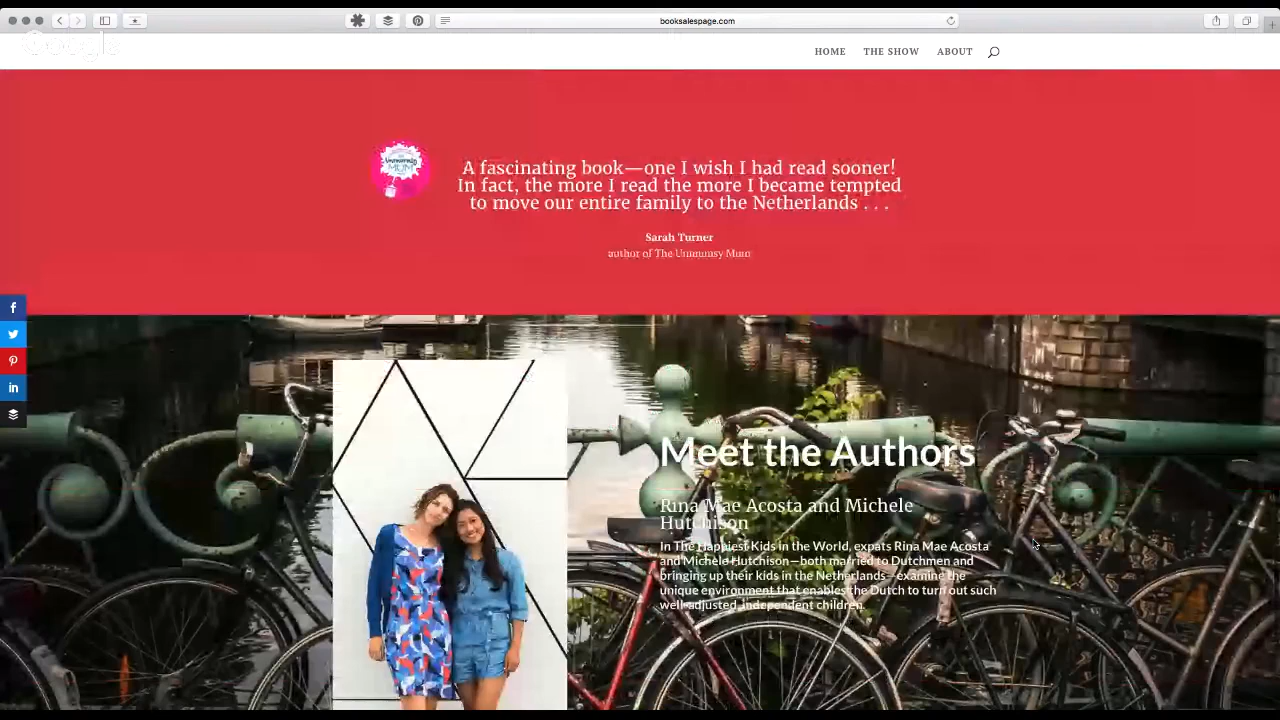 booksalespage.com
Google
HOME THE SHOW ABOUT
Unmumsy
MUM
A fascinating book—one I wish I had read sooner!
In fact, the more I read the more I became tempted
to move our entire family to the Netherlands . . .
Sarah Turner
author of The Unmumsy Mum
Meet the Authors
Rina Mae Acosta and Michele
Hutchison
In The Happiest Kids in the World, expats Rina Mae Acosta
and Michele Hutchison—both married to Dutchmen and
bringing up their kids in the Netherlands—examine the
unique environment that enables the Dutch to turn out such
well-adjusted, independent children.